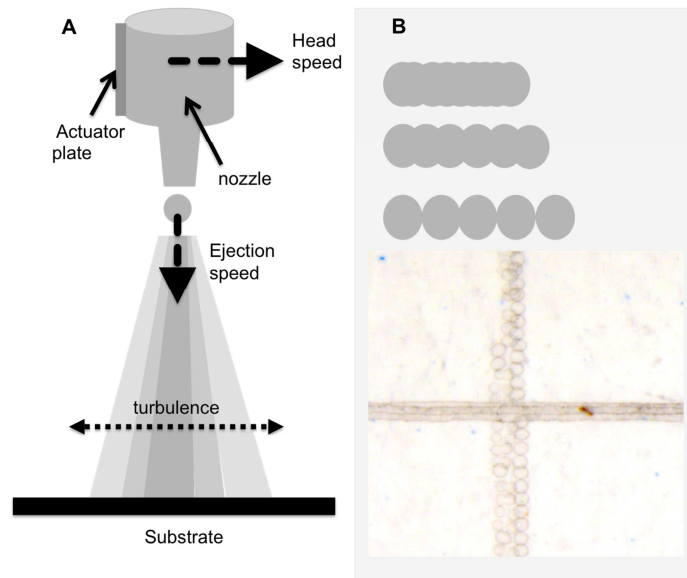 A
Head
speed
Actuator
plate
nozzle
Ejection
speed
turbulence
Substrate
B